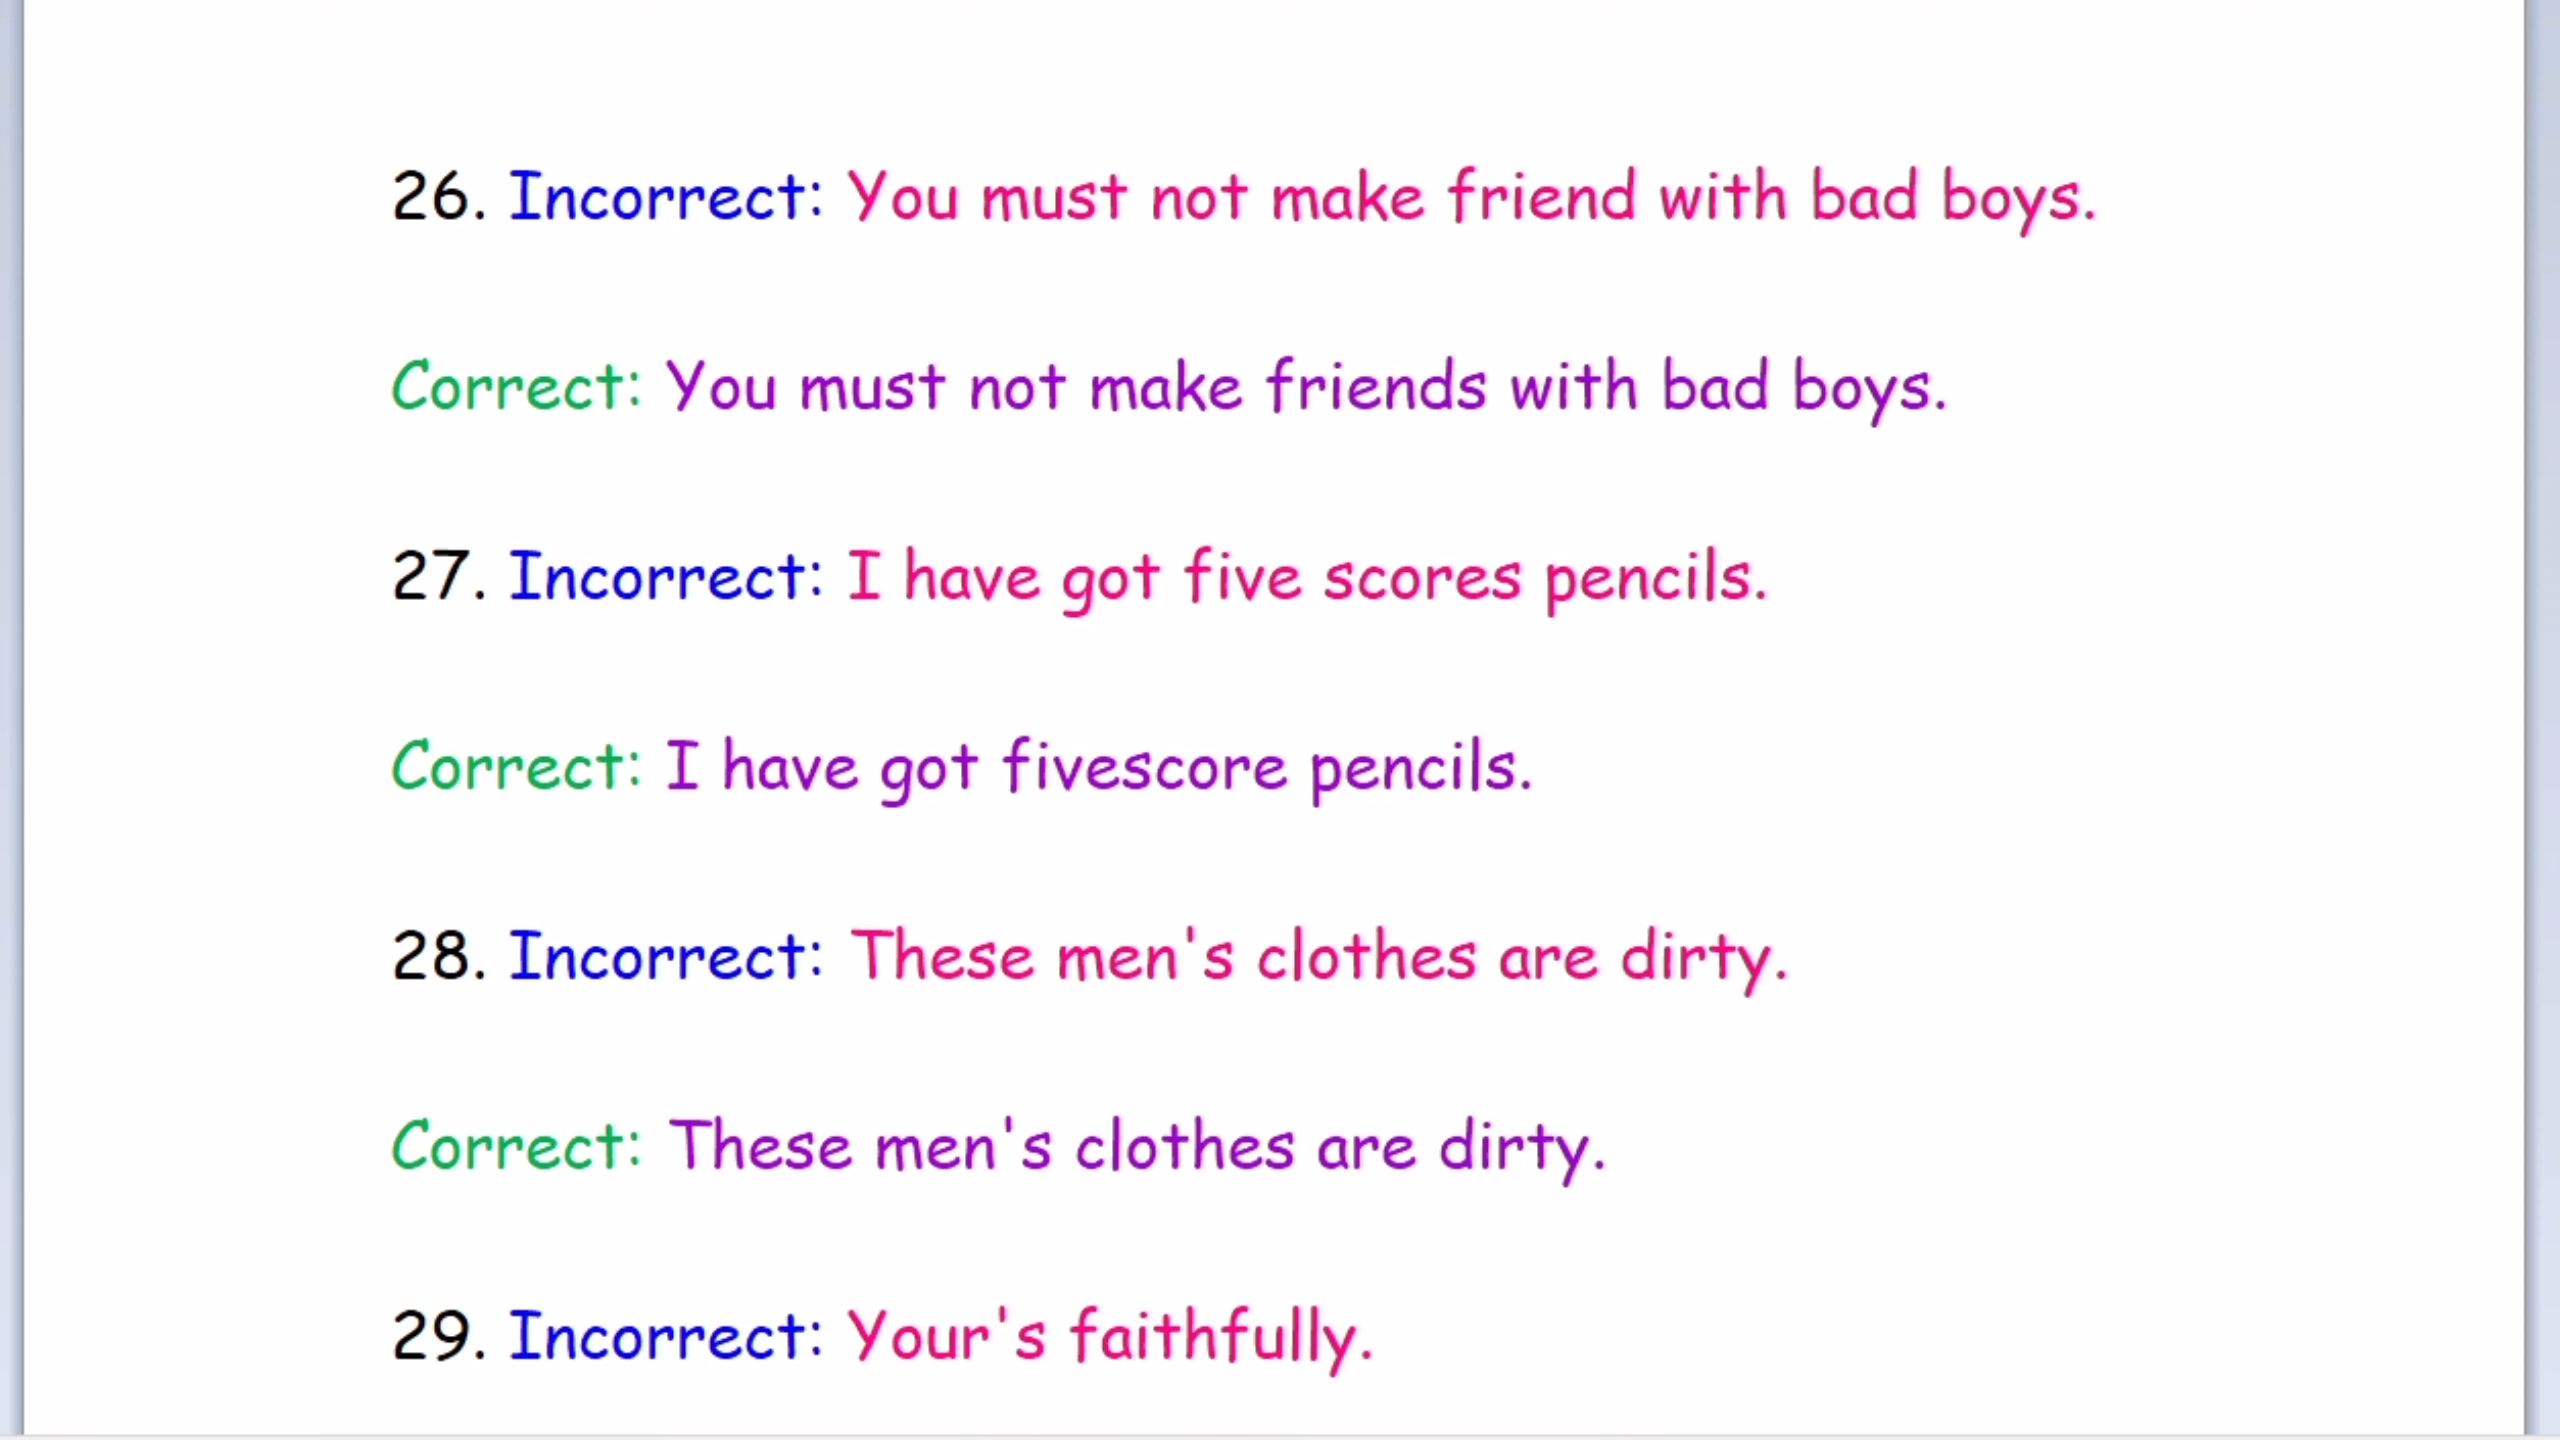 26. Incorrect: You must not make friend with bad boys.
Correct: You must not make friends with bad boys.
27. Incorrect: I have got five scores pencils.
Correct: I have got fivescore pencils.
28. Incorrect: These men's clothes are dirty.
Correct: These men's clothes are dirty.
29. Incorrect: Your's faithfully.